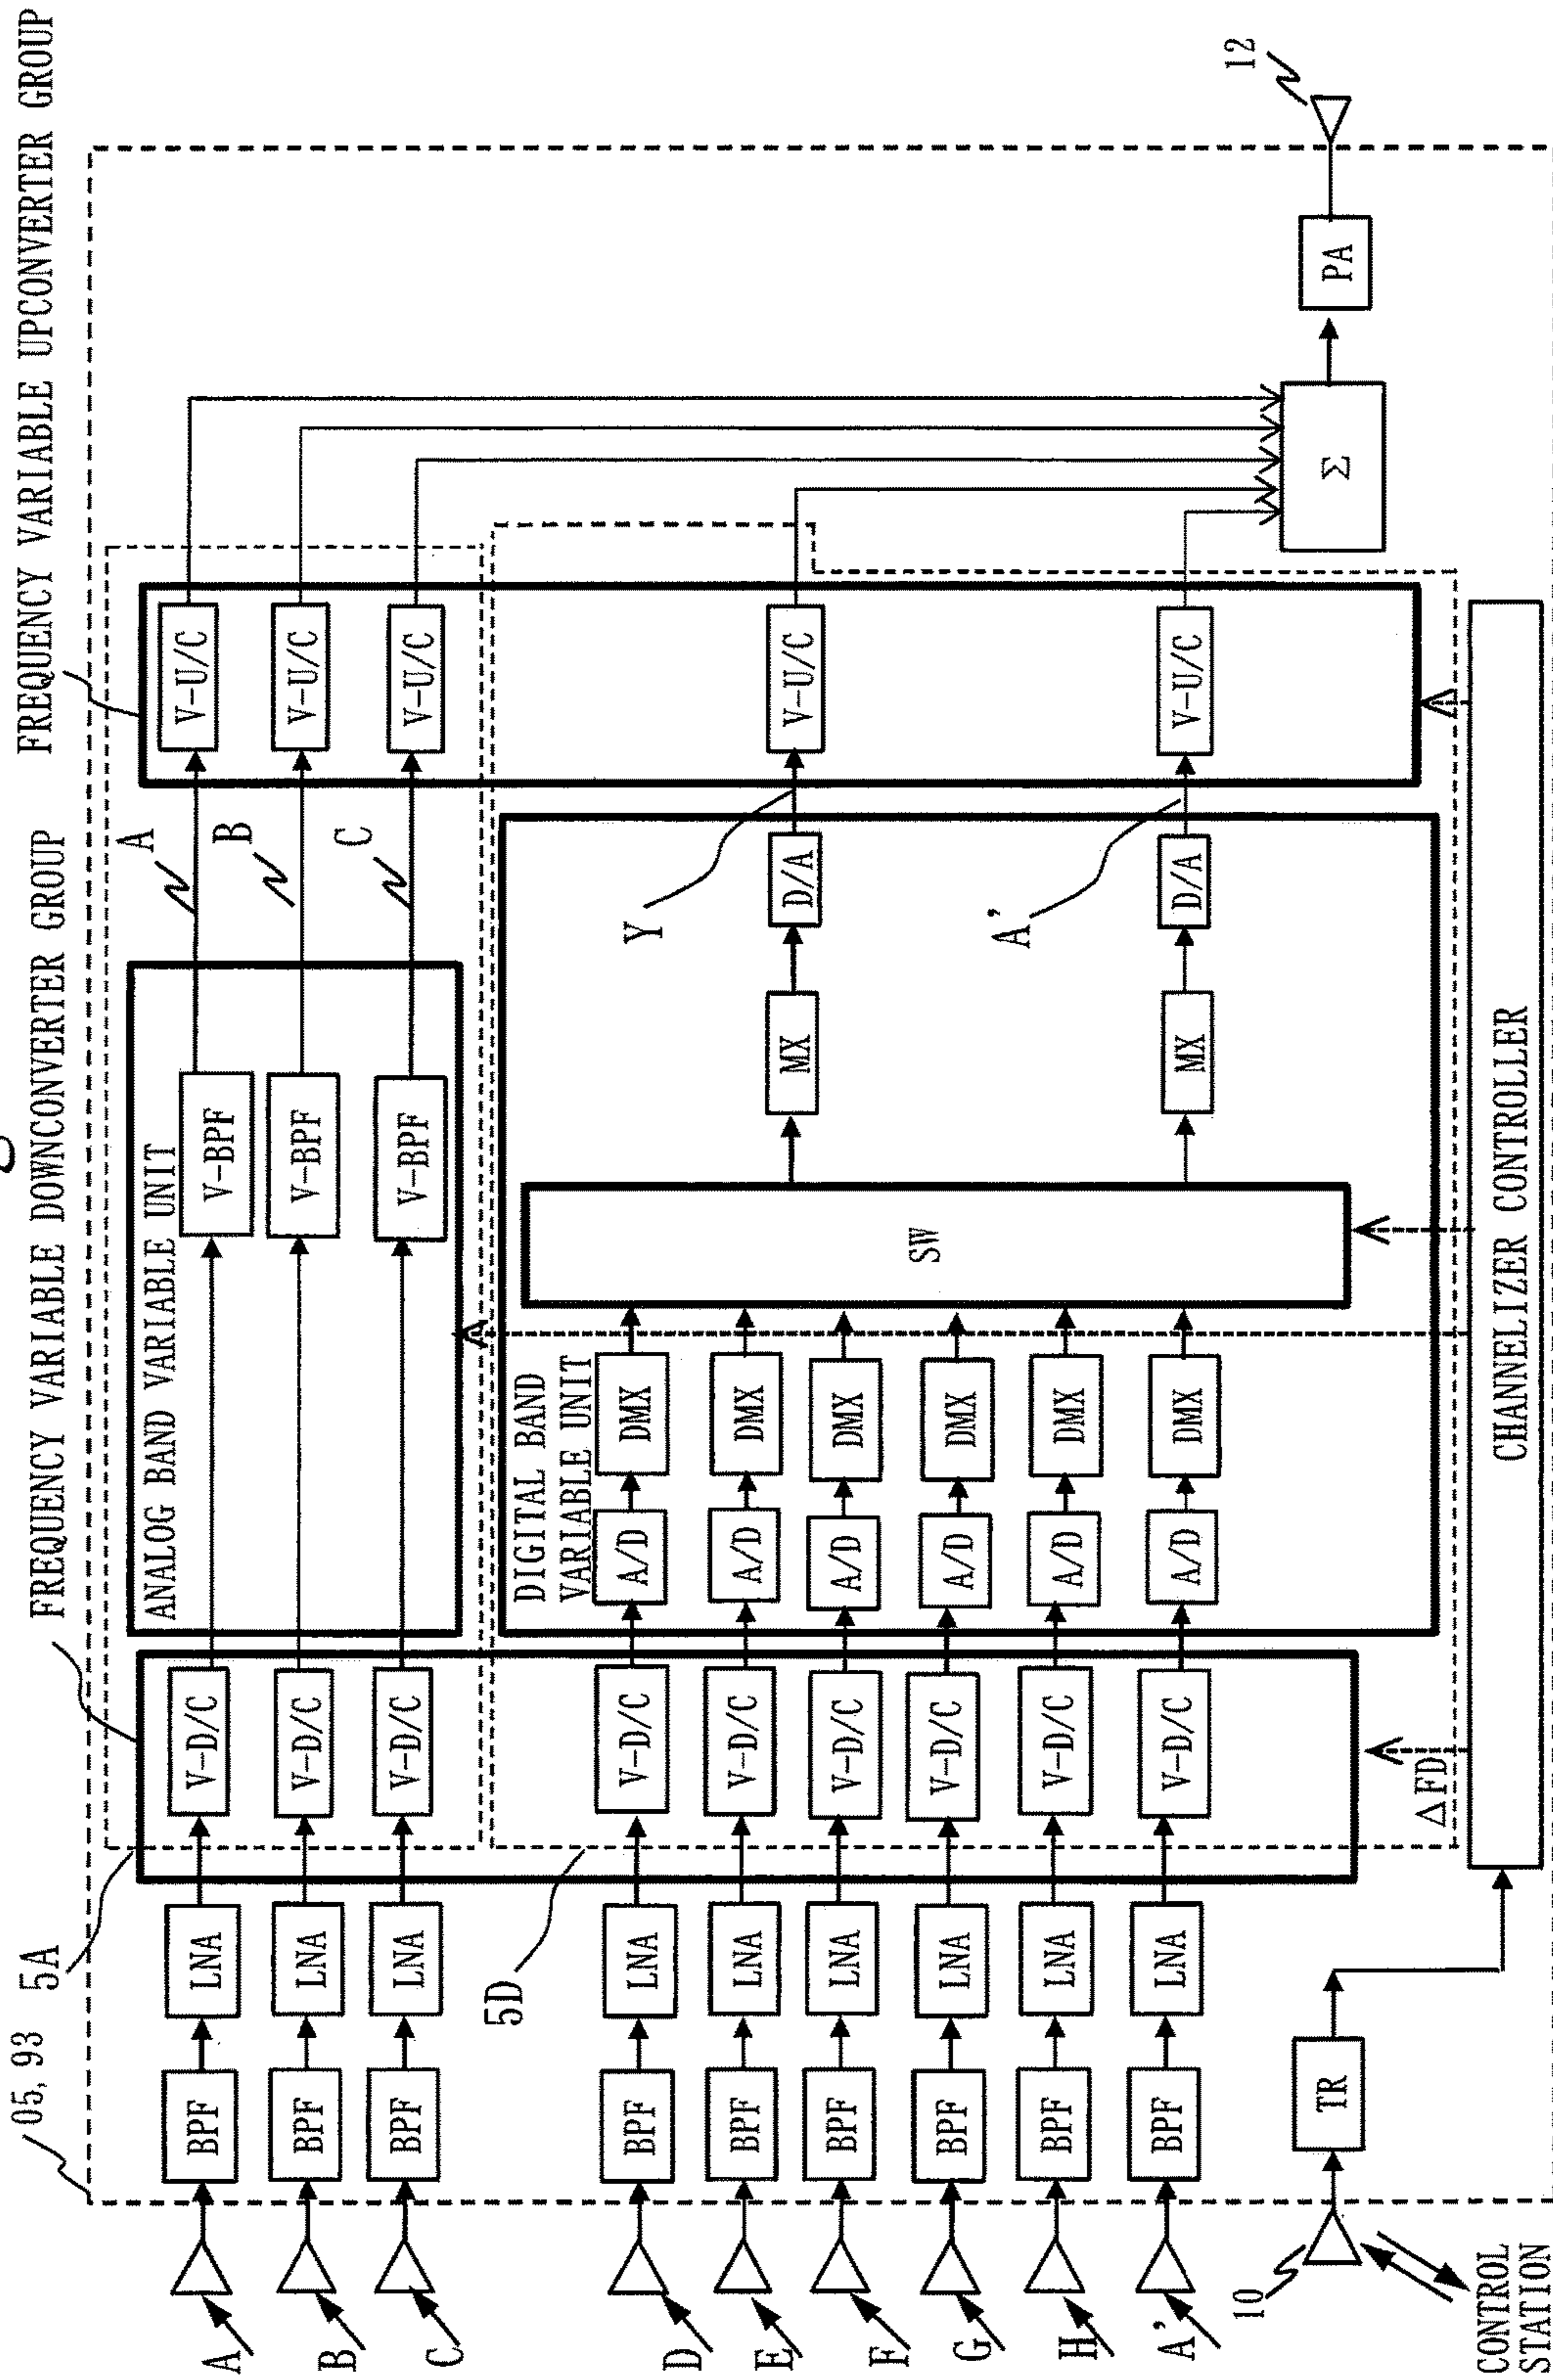 FREQUENCY VARIABLE DOWNCONVERTER GROUP
FREQUENCY VARIABLE UPCONVERTER GROUP
05, 93
5A
ANALOG BAND VARIABLE UNIT
A
BPF
LNA
V-D/C
V-BPF
A
V-U/C
B
BPF
LNA
V-D/C
V-BPF
B
V-U/C
C
BPF
LNA
V-D/C
V-BPF
C
V-U/C
5D
DIGITAL BAND
VARIABLE UNIT
D
BPF
LNA
V-D/C
A/D
DMX
E
BPF
LNA
V-D/C
A/D
DMX
F
BPF
LNA
V-D/C
A/D
DMX
G
BPF
LNA
V-D/C
A/D
DMX
H
BPF
LNA
V-D/C
A/D
DMX
A'
BPF
LNA
V-D/C
A/D
DMX
SW
MX
D/A
Y
V-U/C
MX
D/A
A'
V-U/C
Σ
PA
12
10
TR
△FD
CONTROL
STATION
CHANNELIZER CONTROLLER